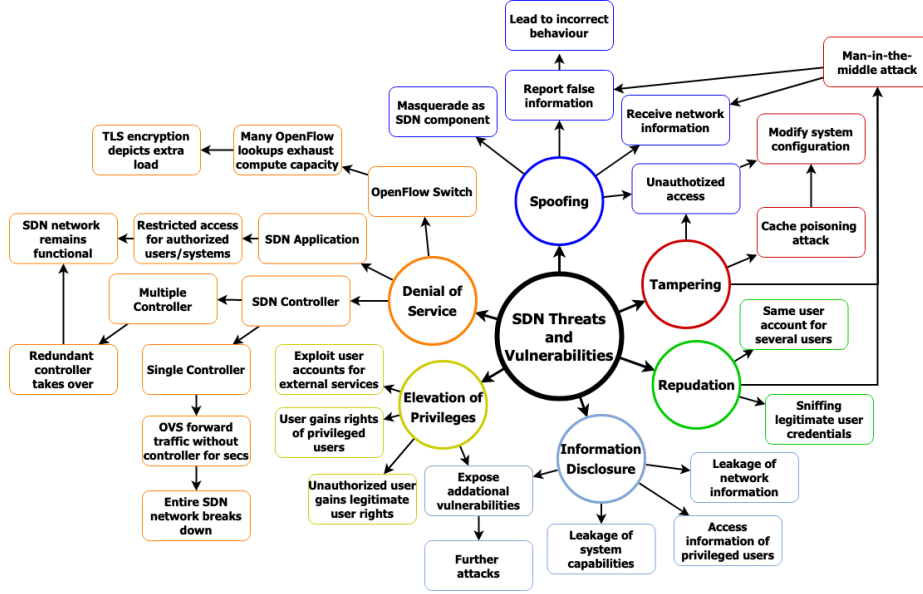 Lead to incorrect
behaviour
Man-in-the-
middle attack
Report false
information
Masquerade as
SDN component
Receive network
information
TLS encryption
depicts extra
load
Many OpenFlow
lookups exhaust
compute capacity
Modify system
configuration
OpenFlow Switch
Spoofing
Unauthotized
access
SDN network
remains
functional
Restricted access
for authorized
users/systems
SDN Application
Cache poisoning
attack
Denial of
Service
Tampering
Multiple
Controller
SDN Controller
SDN Threats
and
Vulnerabilities
Same user
account for
several users
Redundant
controller
takes over
Single Controller
Exploit user
accounts for
external services
Elevation of
Privileges
Repudation
User gains rights
of privileged
users
Sniffing
legitimate user
credentials
OVS forward
traffic without
controller for secs
Information
Disclosure
Unauthorized user
gains legitimate
user rights
Expose
addational
vulnerabilities
Leakage of
network
information
Entire SDN
network breaks
down
Further
attacks
Leakage of
system
capabilities
Access
information of
privileged users